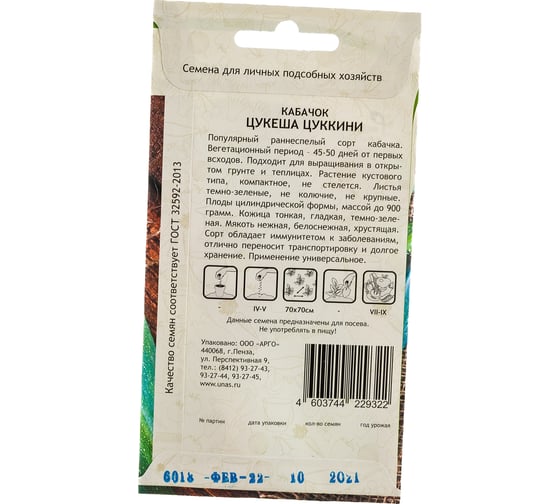 Семена для личных подсобных хозяйств
КАБАЧОК
ЦУКЕША ЦУККИНИ
Популярный раннеспелый сорт кабачка.
Вегетационный период - 45-50 дней от первых
всходов. Подходит для выращивания в откры-
том грунте и теплицах. Растение кустового
типа, компактное, не стелется. Листья
темно-зеленые, не колючие, не крупные.
Плоды цилиндрической формы, массой до 900
грамм. Кожица тонкая, гладкая, темно-зеле-
ная. Мякоть нежная, белоснежная, хрустящая.
Сорт обладает иммунитетом к заболеваниям,
отлично переносит транспортировку и долгое
хранение. Применение универсальное.
- IV-V 70х70см - VII-IX
Данные семена предназначены для посева.
Не употреблять в пищу!
Упаковано: ООО «АРГО»
440068, г.Пенза,
ул. Перспективная 9,
тел.: (8412) 93-27-43,
93-27-44, 93-27-45,
www.unas.ru
4 603744 229322
№ партии дата упаковки кол-во семян год урожая
6018 -ФЕВ-22- 10 2021
Качество семян соответствует ГОСТ 32592-2013